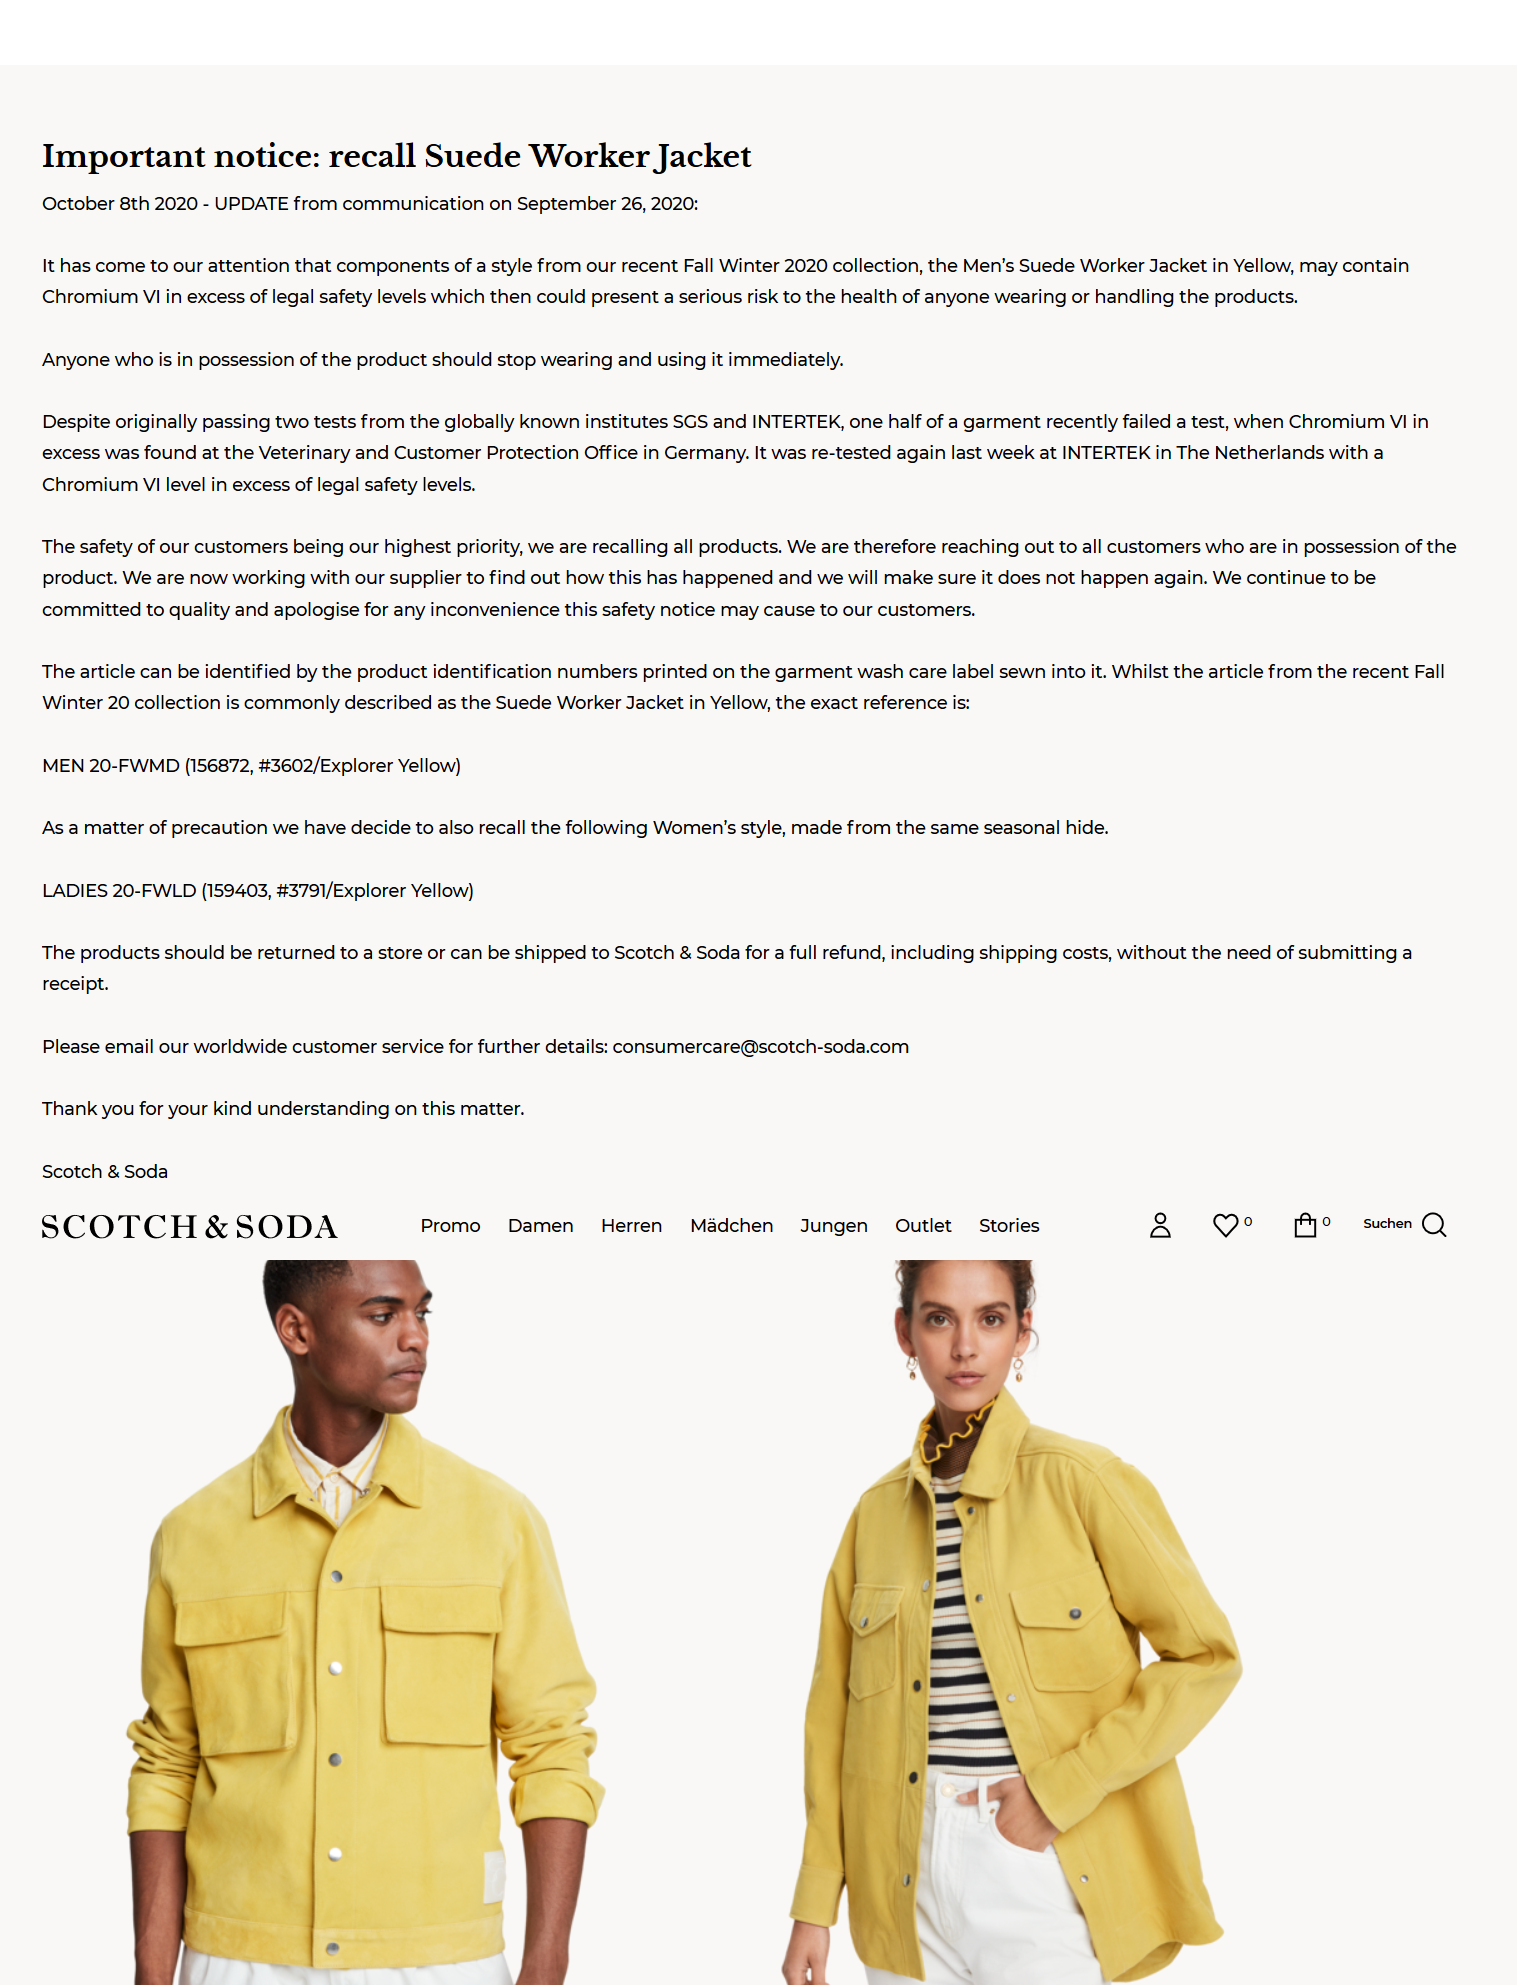 Important notice: recall Suede Worker Jacket
October 8th 2020 - UPDATE from communication on September 26, 2020:
It has come to our attention that components of a style from our recent Fall Winter 2020 collection, the Men’s Suede Worker Jacket in Yellow, may contain
Chromium VI in excess of legal safety levels which then could present a serious risk to the health of anyone wearing or handling the products.
Anyone who is in possession of the product should stop wearing and using it immediately.
Despite originally passing two tests from the globally known institutes SGS and INTERTEK, one half of a garment recently failed a test, when Chromium VI in
excess was found at the Veterinary and Customer Protection Office in Germany. It was re-tested again last week at INTERTEK in The Netherlands with a
Chromium VI level in excess of legal safety levels.
The safety of our customers being our highest priority, we are recalling all products. We are therefore reaching out to all customers who are in possession of the
product. We are now working with our supplier to find out how this has happened and we will make sure it does not happen again. We continue to be
committed to quality and apologise for any inconvenience this safety notice may cause to our customers.
The article can be identified by the product identification numbers printed on the garment wash care label sewn into it. Whilst the article from the recent Fall
Winter 20 collection is commonly described as the Suede Worker Jacket in Yellow, the exact reference is:
MEN 20-FWMD (156872, #3602/Explorer Yellow)
As a matter of precaution we have decide to also recall the following Women’s style, made from the same seasonal hide.
LADIES 20-FWLD (159403, #3791/Explorer Yellow)
The products should be returned to a store or can be shipped to Scotch & Soda for a full refund, including shipping costs, without the need of submitting a
receipt.
Please email our worldwide customer service for further details: consumercare@scotch-soda.com
Thank you for your kind understanding on this matter.
Scotch & Soda
SCOTCH & SODA Promo Damen Herren Mädchen Jungen Outlet Stories 0 0 Suchen